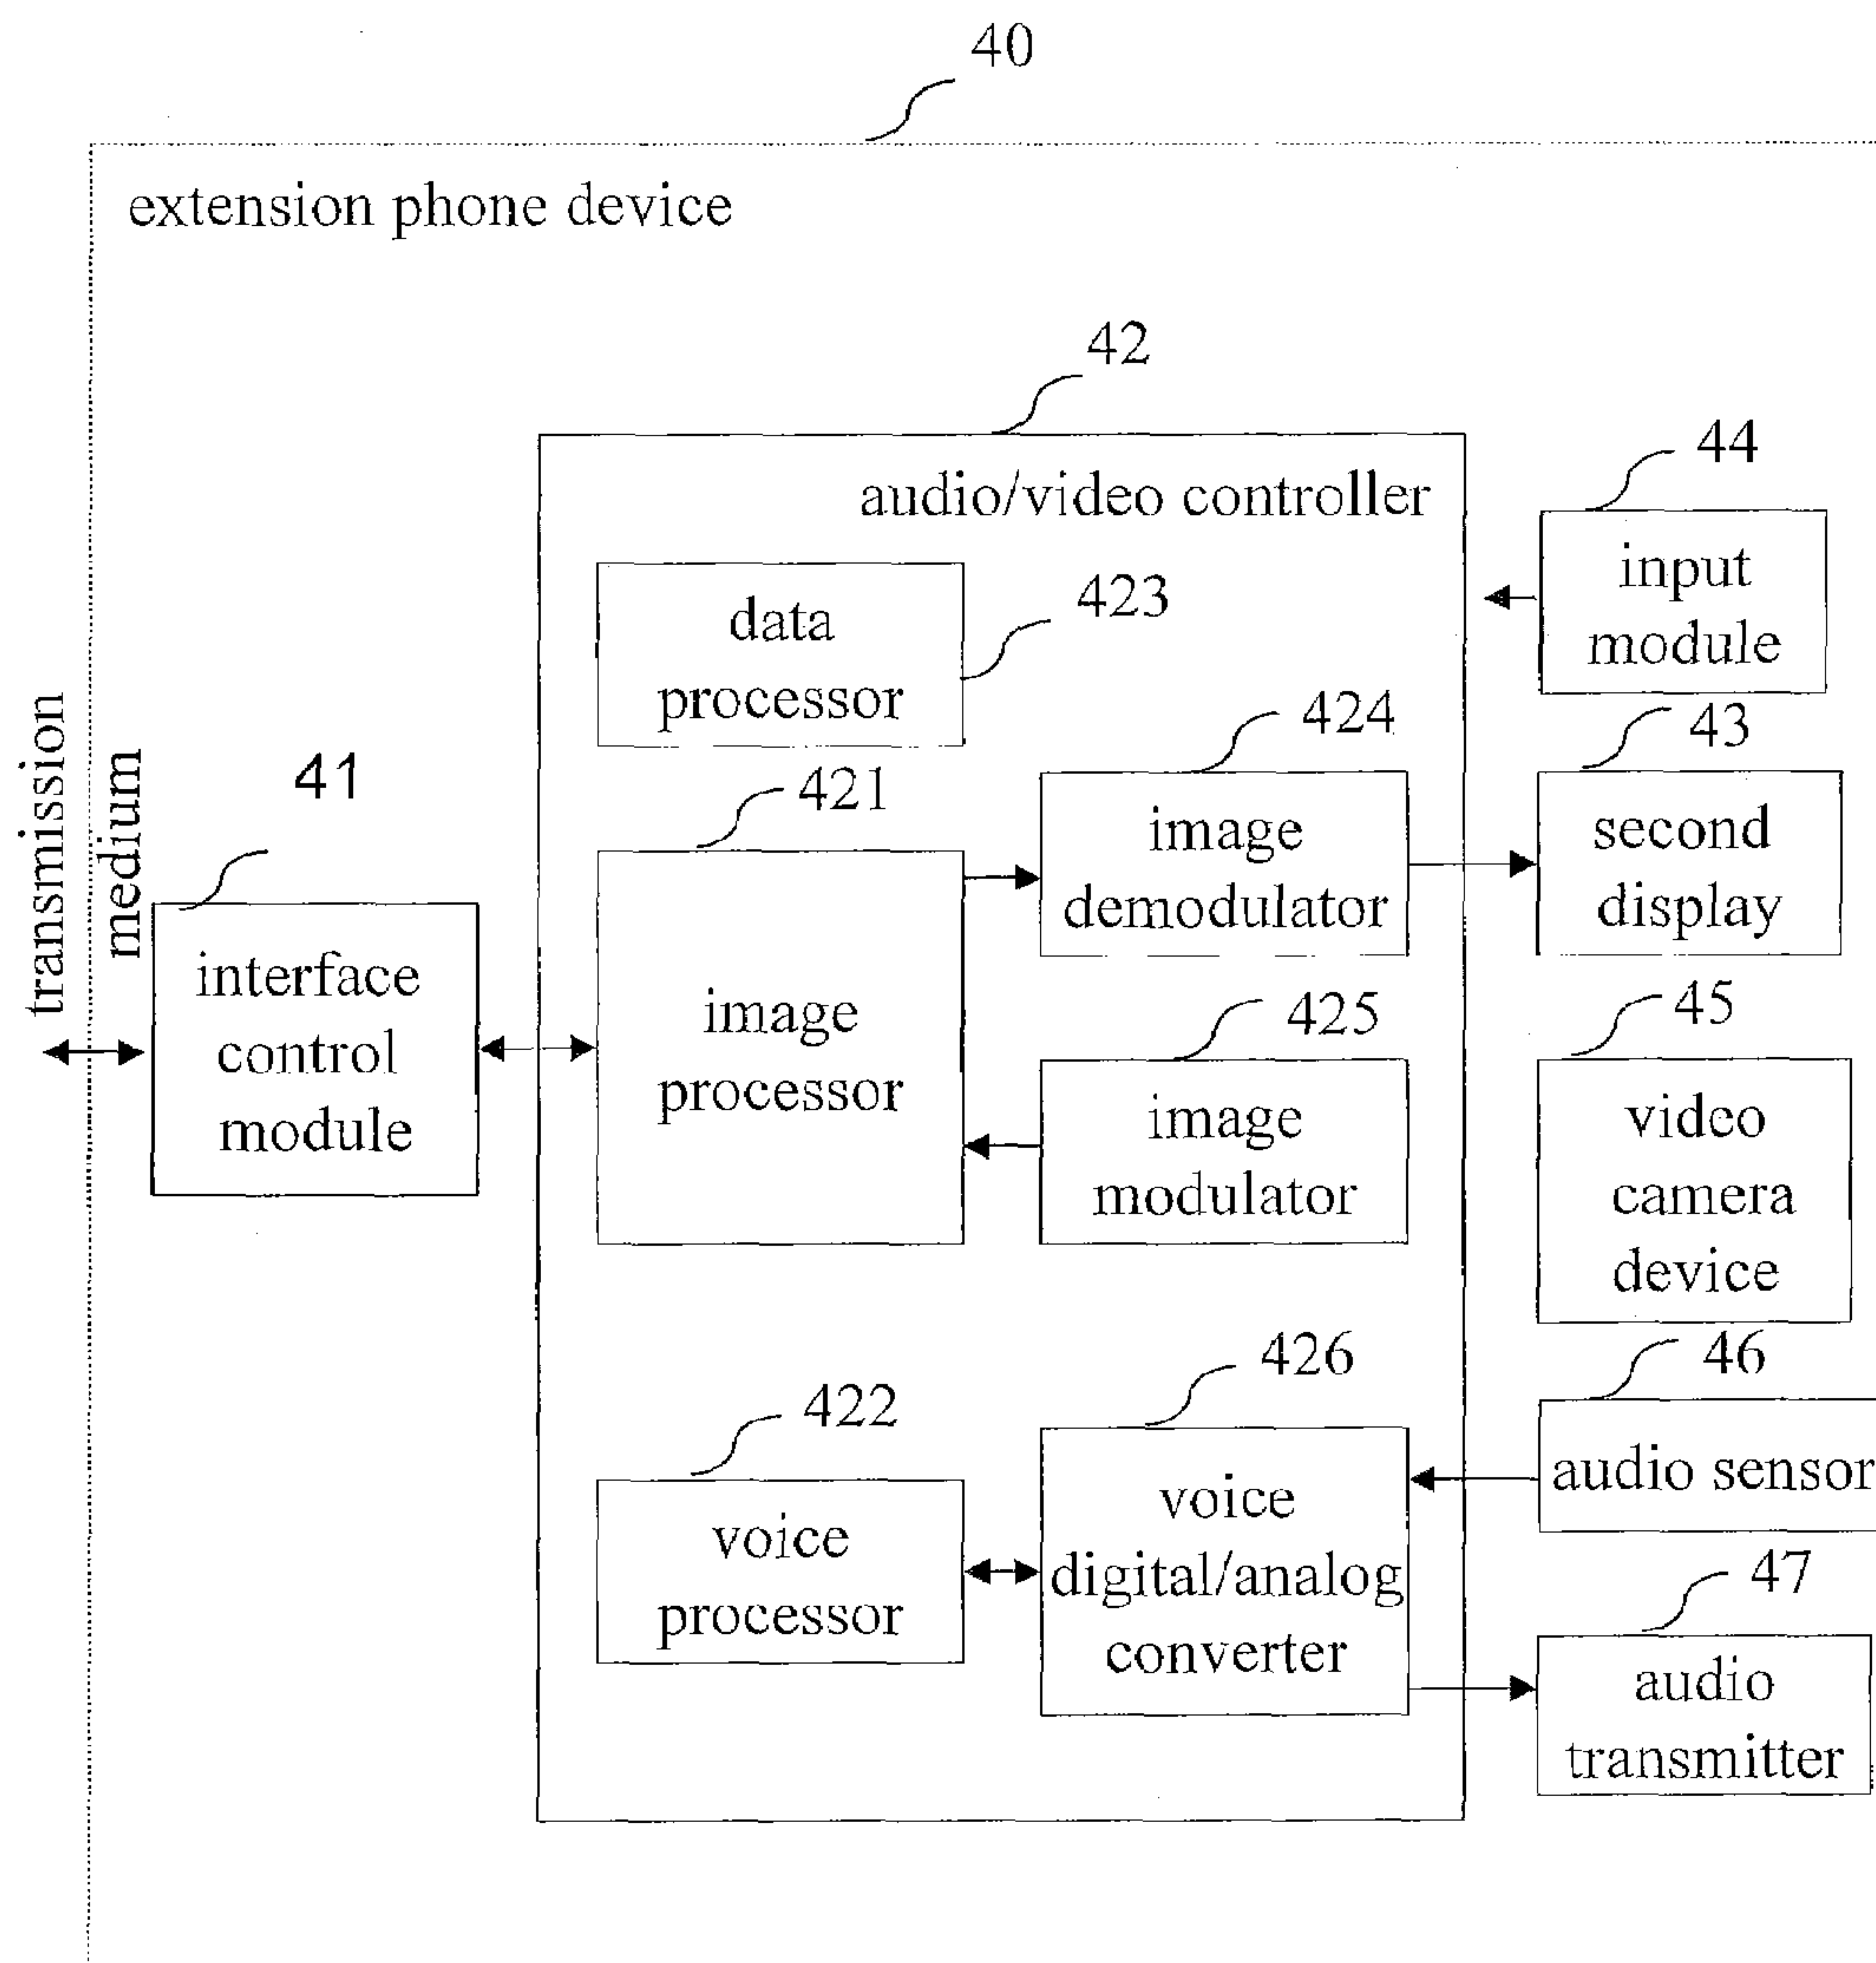 40
extension phone device
42
audio/video controller
44
input
module
data
processor
423
424
43
transmission
medium
41
421
image
demodulator
second
display
interface
control
module
image
processor
425
45
image
modulator
video
camera
device
422
426
46
voice
processor
voice
digital/analog
converter
audio sensor
47
audio
transmitter